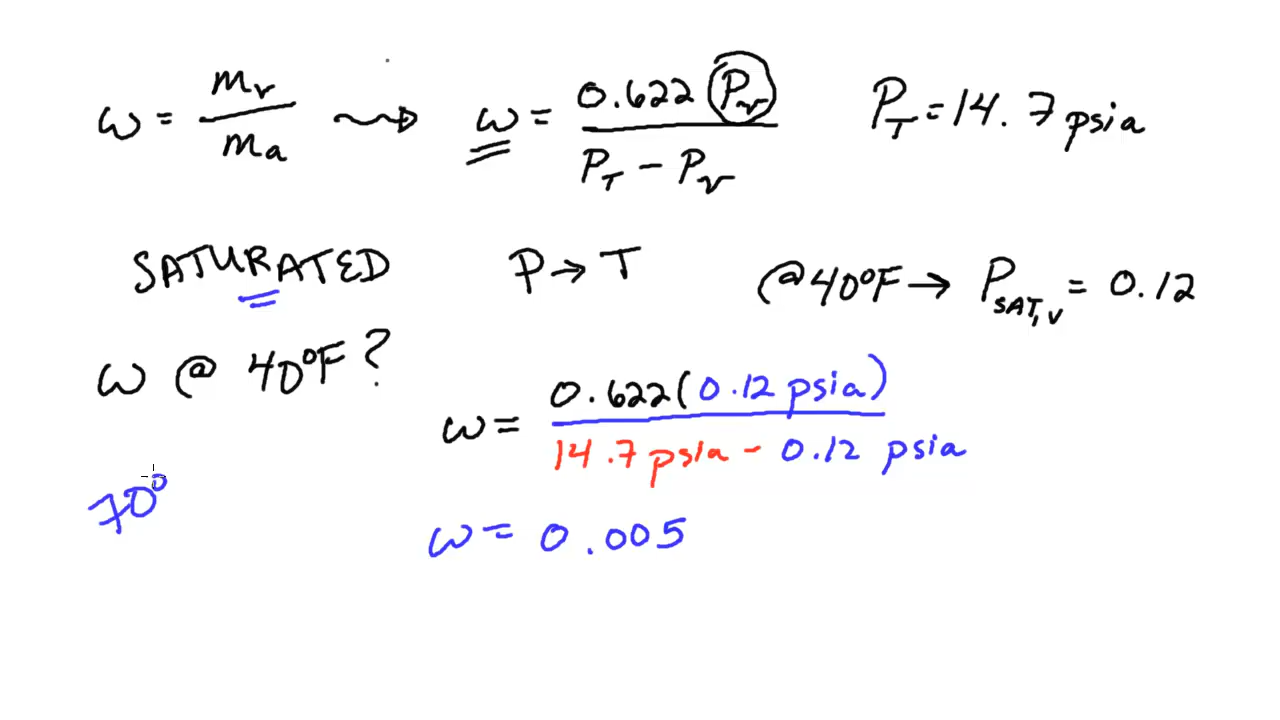 ω = m_v / m_a ⇝ ω = 0.622 P_v / (P_T − P_v) P_T = 14.7 psia
SATURATED P → T @40°F → P_SAT,V = 0.12
ω @ 40°F?
ω = 0.622(0.12 psia) / (14.7 psia − 0.12 psia)
70°
ω = 0.005